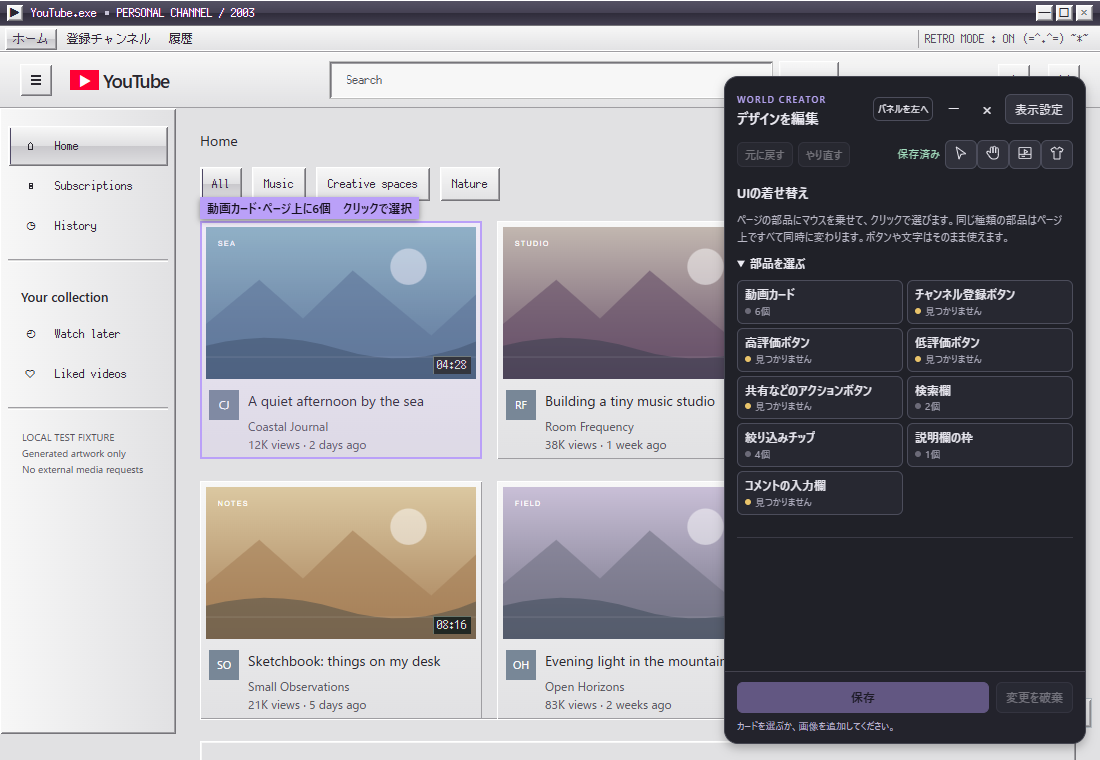 YouTube.exe ▪ PERSONAL CHANNEL / 2003
ホーム 登録チャンネル 履歴
RETRO MODE : ON (=^.^=) ~*~
YouTube
Search
Home
Subscriptions
History
Your collection
Watch later
Liked videos
LOCAL TEST FIXTURE
Generated artwork only
No external media requests
Home
All Music Creative spaces Nature
動画カード・ページ上に6個 クリックで選択
SEA
04:28
CJ
A quiet afternoon by the sea
Coastal Journal
12K views · 2 days ago
STUDIO
RF
Building a tiny music studio
Room Frequency
38K views · 1 week ago
NOTES
08:16
SO
Sketchbook: things on my desk
Small Observations
21K views · 5 days ago
FIELD
OH
Evening light in the mountain
Open Horizons
83K views · 2 weeks ago
WORLD CREATOR
デザインを編集
パネルを左へ
表示設定
元に戻す やり直す
保存済み
UIの着せ替え
ページの部品にマウスを乗せて、クリックで選びます。同じ種類の部品はページ
上ですべて同時に変わります。ボタンや文字はそのまま使えます。
▼ 部品を選ぶ
動画カード
6個
チャンネル登録ボタン
見つかりません
高評価ボタン
見つかりません
低評価ボタン
見つかりません
共有などのアクションボタン
見つかりません
検索欄
2個
絞り込みチップ
4個
説明欄の枠
1個
コメントの入力欄
見つかりません
保存
変更を破棄
カードを選ぶか、画像を追加してください。